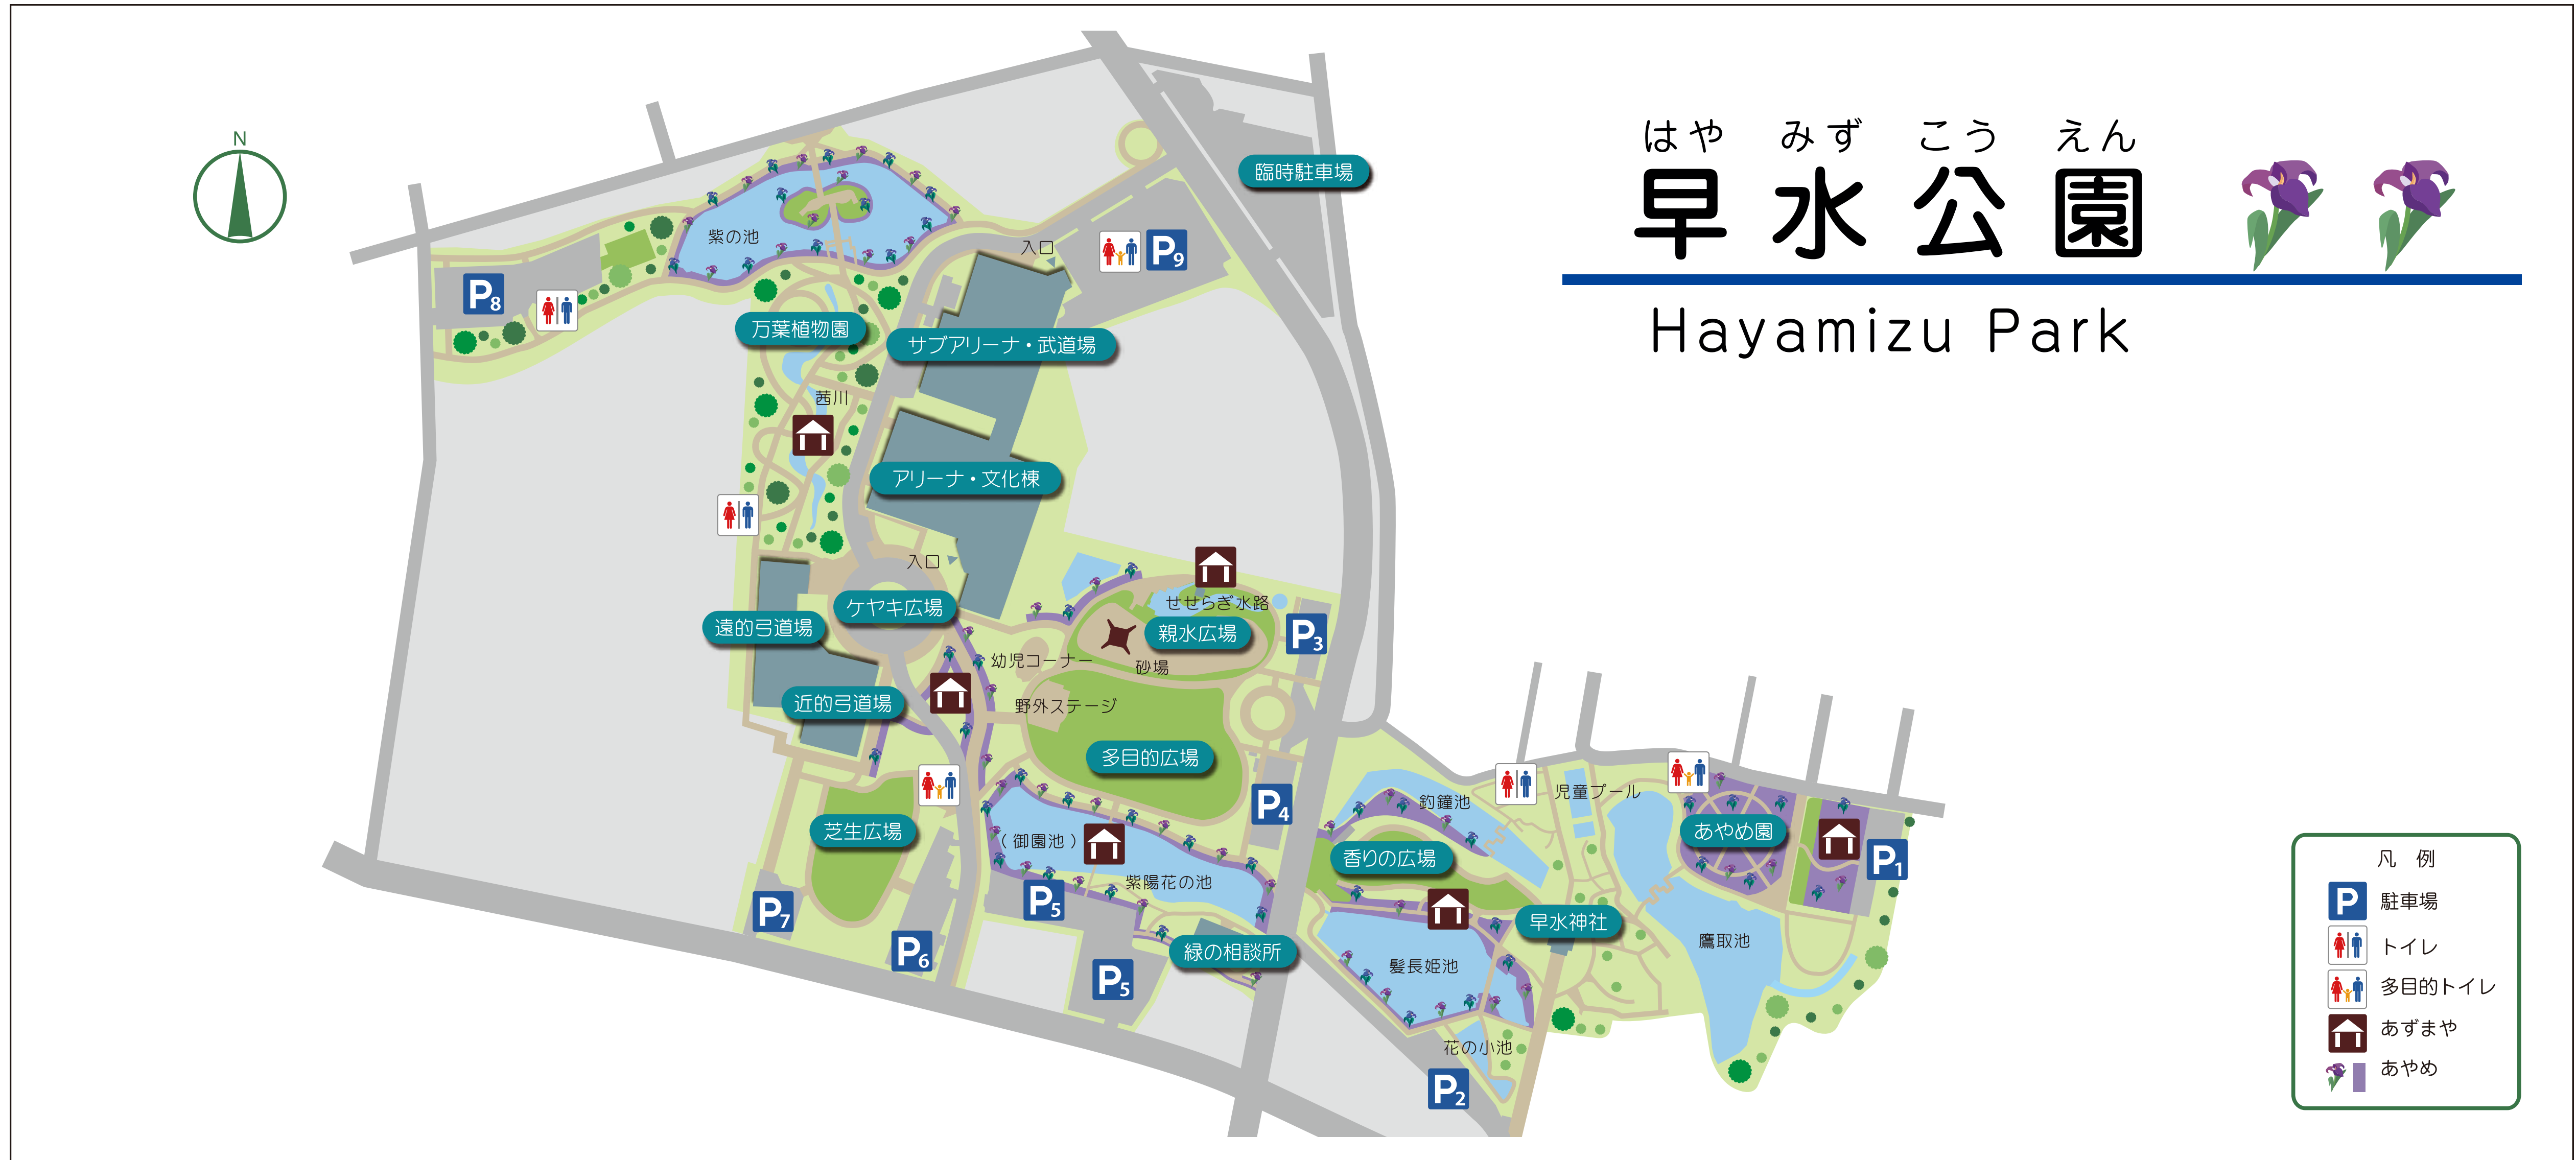 はやみずこうえん
早水公園
Hayamizu Park
N
臨時駐車場
紫の池
入口
P9
P8
万葉植物園
サブアリーナ・武道場
茜川
アリーナ・文化棟
入口
ケヤキ広場
せせらぎ水路
遠的弓道場
親水広場
P3
幼児コーナー
砂場
近的弓道場
野外ステージ
多目的広場
児童プール
釣鐘池
P4
芝生広場
(御園池)
あやめ園
香りの広場
P1
紫陽花の池
P5
P7
早水神社
鷹取池
P6
緑の相談所
髪長姫池
P5
花の小池
P2
凡例
P 駐車場
トイレ
多目的トイレ
あずまや
あやめ